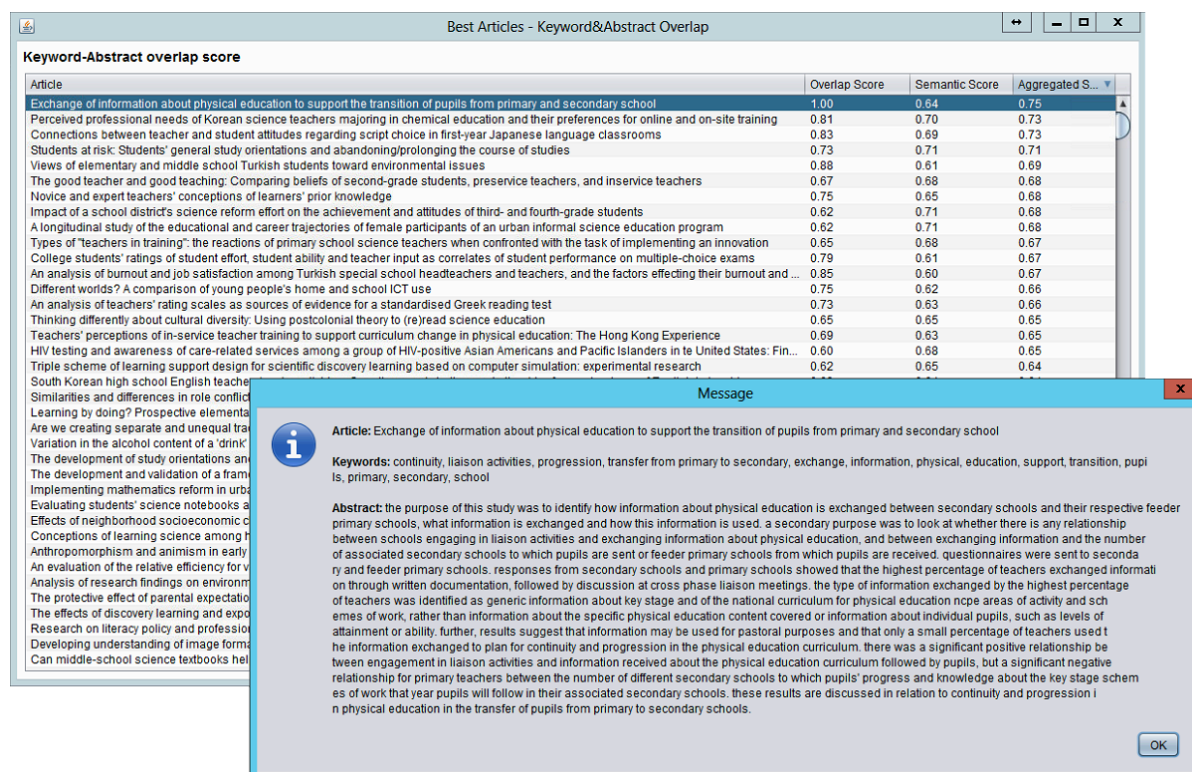 Best Articles - Keyword&Abstract Overlap
Keyword-Abstract overlap score
Article Overlap Score Semantic Score Aggregated S...
Exchange of information about physical education to support the transition of pupils from primary and secondary school 1.00 0.64 0.75
Perceived professional needs of Korean science teachers majoring in chemical education and their preferences for online and on-site training 0.81 0.70 0.73
Connections between teacher and student attitudes regarding script choice in first-year Japanese language classrooms 0.83 0.69 0.73
Students at risk: Students' general study orientations and abandoning/prolonging the course of studies 0.73 0.71 0.71
Views of elementary and middle school Turkish students toward environmental issues 0.88 0.61 0.69
The good teacher and good teaching: Comparing beliefs of second-grade students, preservice teachers, and inservice teachers 0.67 0.68 0.68
Novice and expert teachers' conceptions of learners' prior knowledge 0.75 0.65 0.68
Impact of a school district's science reform effort on the achievement and attitudes of third- and fourth-grade students 0.62 0.71 0.68
A longitudinal study of the educational and career trajectories of female participants of an urban informal science education program 0.62 0.71 0.68
Types of "teachers in training": the reactions of primary school science teachers when confronted with the task of implementing an innovation 0.65 0.68 0.67
College students' ratings of student effort, student ability and teacher input as correlates of student performance on multiple-choice exams 0.79 0.61 0.67
An analysis of burnout and job satisfaction among Turkish special school headteachers and teachers, and the factors effecting their burnout and ... 0.85 0.60 0.67
Different worlds? A comparison of young people's home and school ICT use 0.75 0.62 0.66
An analysis of teachers' rating scales as sources of evidence for a standardised Greek reading test 0.73 0.63 0.66
Thinking differently about cultural diversity: Using postcolonial theory to (re)read science education 0.65 0.65 0.65
Teachers' perceptions of in-service teacher training to support curriculum change in physical education: The Hong Kong Experience 0.69 0.63 0.65
HIV testing and awareness of care-related services among a group of HIV-positive Asian Americans and Pacific Islanders in te United States: Fin... 0.60 0.68 0.65
Triple scheme of learning support design for scientific discovery learning based on computer simulation: experimental research 0.62 0.65 0.64
South Korean high school English teache
Similarities and differences in role conflict
Learning by doing? Prospective elementa
Are we creating separate and unequal tra
Variation in the alcohol content of a 'drink'
The development of study orientations an
The development and validation of a frame
Implementing mathematics reform in urba
Evaluating students' science notebooks a
Effects of neighborhood socioeconomic c
Conceptions of learning science among h
Anthropomorphism and animism in early
An evaluation of the relative efficiency for v
Analysis of research findings on environm
The protective effect of parental expectatio
The effects of discovery learning and expo
Research on literacy policy and profession
Developing understanding of image forma
Can middle-school science textbooks hel
Message
Article: Exchange of information about physical education to support the transition of pupils from primary and secondary school
Keywords: continuity, liaison activities, progression, transfer from primary to secondary, exchange, information, physical, education, support, transition, pupi
ls, primary, secondary, school
Abstract: the purpose of this study was to identify how information about physical education is exchanged between secondary schools and their respective feeder
primary schools, what information is exchanged and how this information is used. a secondary purpose was to look at whether there is any relationship
between schools engaging in liaison activities and exchanging information about physical education, and between exchanging information and the number
of associated secondary schools to which pupils are sent or feeder primary schools from which pupils are received. questionnaires were sent to seconda
ry and feeder primary schools. responses from secondary schools and primary schools showed that the highest percentage of teachers exchanged informati
on through written documentation, followed by discussion at cross phase liaison meetings. the type of information exchanged by the highest percentage
of teachers was identified as generic information about key stage and of the national curriculum for physical education ncpe areas of activity and sch
emes of work, rather than information about the specific physical education content covered or information about individual pupils, such as levels of
attainment or ability. further, results suggest that information may be used for pastoral purposes and that only a small percentage of teachers used t
he information exchanged to plan for continuity and progression in the physical education curriculum. there was a significant positive relationship be
tween engagement in liaison activities and information received about the physical education curriculum followed by pupils, but a significant negative
relationship for primary teachers between the number of different secondary schools to which pupils' progress and knowledge about the key stage schem
es of work that year pupils will follow in their associated secondary schools. these results are discussed in relation to continuity and progression i
n physical education in the transfer of pupils from primary to secondary schools.
OK